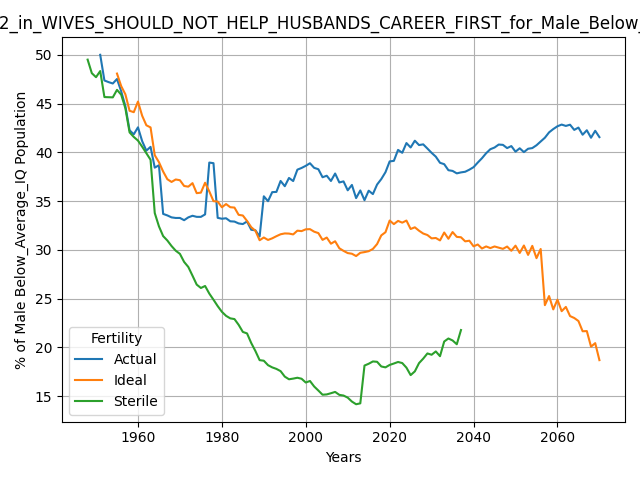 2_in_WIVES_SHOULD_NOT_HELP_HUSBANDS_CAREER_FIRST_for_Male_Below_
% of Male Below_Average_IQ Population
50
45
40
35
30
25
20
15
Fertility
Actual
Ideal
Sterile
1960 1980 2000 2020 2040 2060
Years